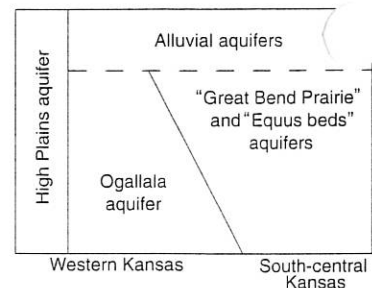 High Plains aquifer
Alluvial aquifers
"Great Bend Prairie"
and "Equus beds"
aquifers
Ogallala
aquifer
Western Kansas
South-central
Kansas